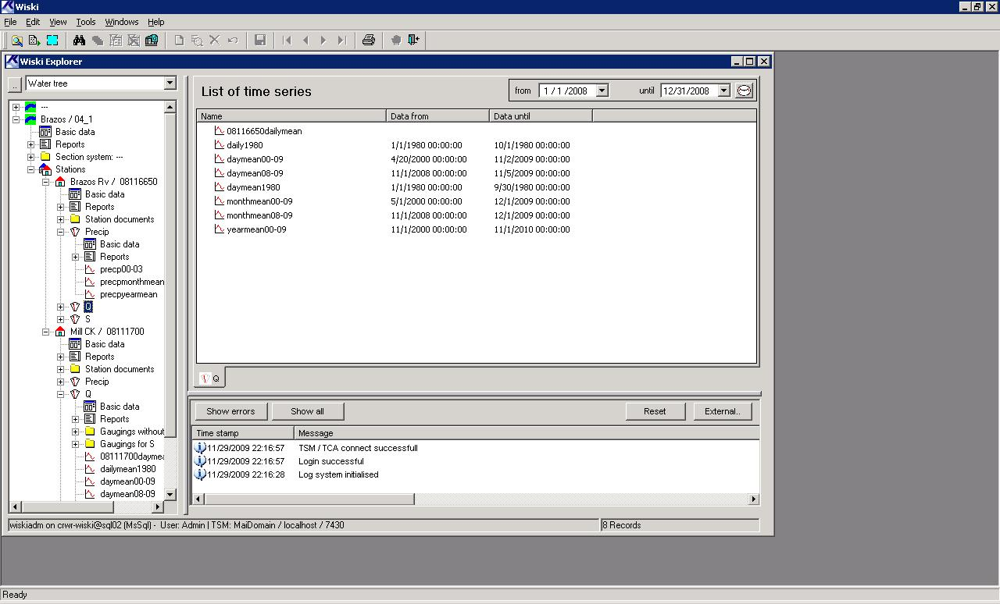 Wiski
File Edit View Tools Windows Help
Wiski Explorer
.. Water tree
---
Brazos / 04_1
Basic data
Reports
Section system: ---
Stations
Brazos Rv / 08116650
Basic data
Reports
Station documents
Precip
Basic data
Reports
precp00-03
precpmonthmean
precpyearmean
Q
S
Mill CK / 08111700
Basic data
Reports
Station documents
Precip
Q
Basic data
Reports
Gaugings without
Gaugings for S
08111700daymea
dailymean1980
daymean00-09
daymean08-09
List of time series
from 1 / 1 /2008 until 12/31/2008
Name Data from Data until
08116650dailymean
daily1980 1/1/1980 00:00:00 10/1/1980 00:00:00
daymean00-09 4/20/2000 00:00:00 11/2/2009 00:00:00
daymean08-09 11/1/2008 00:00:00 11/5/2009 00:00:00
daymean1980 1/1/1980 00:00:00 9/30/1980 00:00:00
monthmean00-09 5/1/2000 00:00:00 12/1/2009 00:00:00
monthmean08-09 11/1/2008 00:00:00 12/1/2009 00:00:00
yearmean00-09 11/1/2000 00:00:00 11/1/2010 00:00:00
Q
Show errors Show all Reset External..
Time stamp Message
11/29/2009 22:16:57 TSM / TCA connect successfull
11/29/2009 22:16:57 Login successful
11/29/2009 22:16:28 Log system initialised
wiskiadm on crwr-wiski@sql02 (MsSql) - User: Admin | TSM: MaiDomain / localhost / 7430 8 Records
Ready